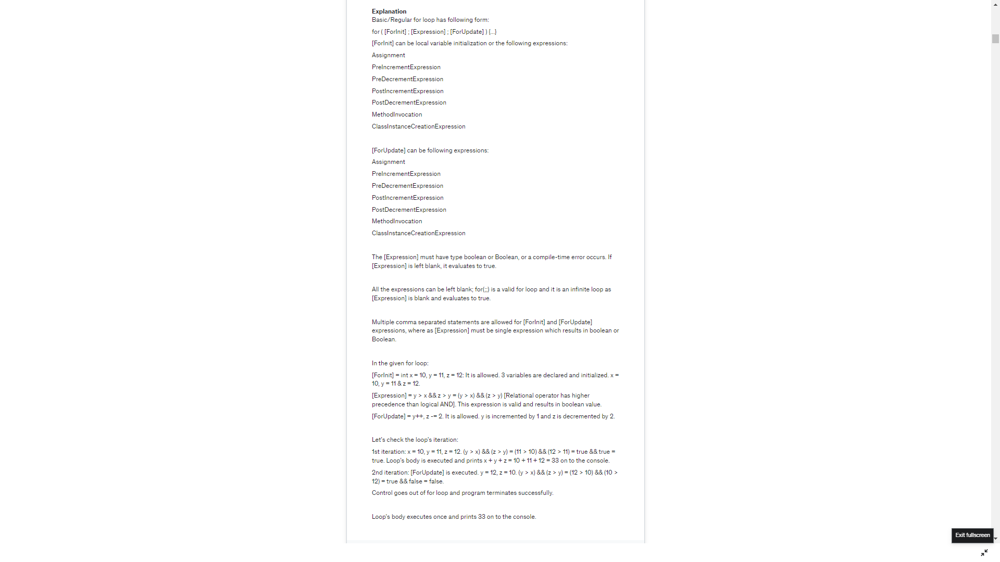 Explanation
Basic/Regular for loop has following form:
for ( [ForInit] ; [Expression] ; [ForUpdate] ) {...}
[ForInit] can be local variable initialization or the following expressions:
Assignment
PreIncrementExpression
PreDecrementExpression
PostIncrementExpression
PostDecrementExpression
MethodInvocation
ClassInstanceCreationExpression
[ForUpdate] can be following expressions:
Assignment
PreIncrementExpression
PreDecrementExpression
PostIncrementExpression
PostDecrementExpression
MethodInvocation
ClassInstanceCreationExpression
The [Expression] must have type boolean or Boolean, or a compile-time error occurs. If
[Expression] is left blank, it evaluates to true.
All the expressions can be left blank; for(;;) is a valid for loop and it is an infinite loop as
[Expression] is blank and evaluates to true.
Multiple comma separated statements are allowed for [ForInit] and [ForUpdate]
expressions, where as [Expression] must be single expression which results in boolean or
Boolean.
In the given for loop:
[ForInit] = int x = 10, y = 11, z = 12: It is allowed. 3 variables are declared and initialized. x =
10, y = 11 & z = 12.
[Expression] = y > x && z > y = (y > x) && (z > y) [Relational operator has higher
precedence than logical AND]. This expression is valid and results in boolean value.
[ForUpdate] = y++, z -= 2. It is allowed. y is incremented by 1 and z is decremented by 2.
Let's check the loop's iteration:
1st iteration: x = 10, y = 11, z = 12. (y > x) && (z > y) = (11 > 10) && (12 > 11) = true && true =
true. Loop's body is executed and prints x + y + z = 10 + 11 + 12 = 33 on to the console.
2nd iteration: [ForUpdate] is executed. y = 12, z = 10. (y > x) && (z > y) = (12 > 10) && (10 >
12) = true && false = false.
Control goes out of for loop and program terminates successfully.
Loop's body executes once and prints 33 on to the console.
Exit fullscreen